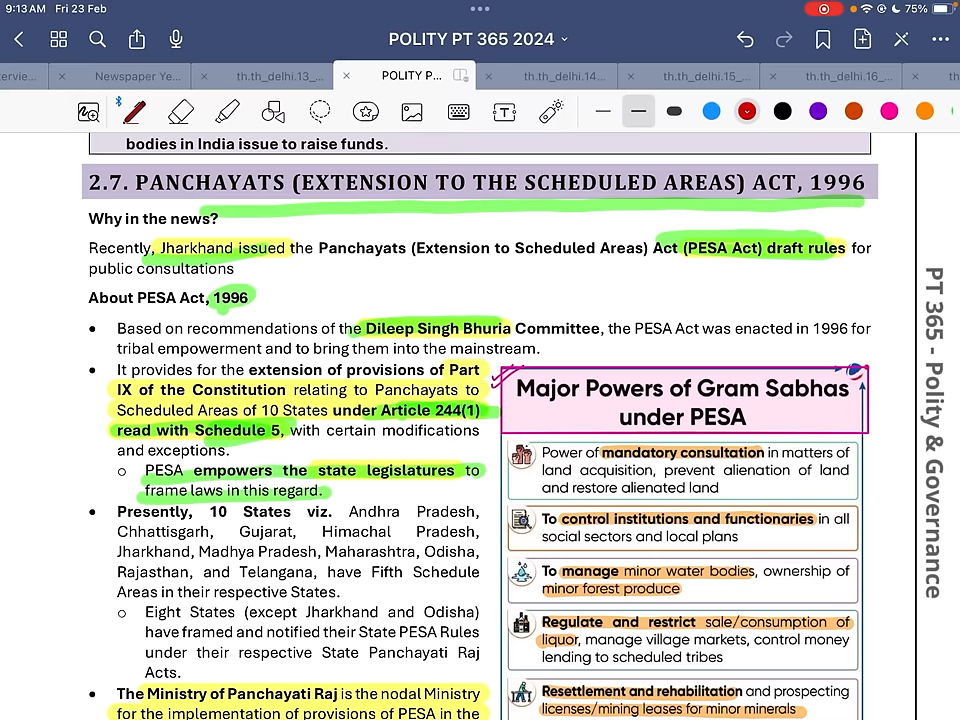 9:13 AM Fri 23 Feb
75%
POLITY PT 365 2024
tervie...
Newspaper Ye...
th.th_delhi.13_...
POLITY P...
th.th_delhi.14...
th.th_delhi.15_...
th.th_delhi.16_...
th
bodies in India issue to raise funds.
2.7. PANCHAYATS (EXTENSION TO THE SCHEDULED AREAS) ACT, 1996
Why in the news?
Recently, Jharkhand issued the Panchayats (Extension to Scheduled Areas) Act (PESA Act) draft rules for
public consultations
About PESA Act, 1996
• Based on recommendations of the Dileep Singh Bhuria Committee, the PESA Act was enacted in 1996 for
tribal empowerment and to bring them into the mainstream.
• It provides for the extension of provisions of Part
IX of the Constitution relating to Panchayats to
Scheduled Areas of 10 States under Article 244(1)
read with Schedule 5, with certain modifications
and exceptions.
o PESA empowers the state legislatures to
frame laws in this regard.
• Presently, 10 States viz. Andhra Pradesh,
Chhattisgarh, Gujarat, Himachal Pradesh,
Jharkhand, Madhya Pradesh, Maharashtra, Odisha,
Rajasthan, and Telangana, have Fifth Schedule
Areas in their respective States.
o Eight States (except Jharkhand and Odisha)
have framed and notified their State PESA Rules
under their respective State Panchayati Raj
Acts.
• The Ministry of Panchayati Raj is the nodal Ministry
for the implementation of provisions of PESA in the
Major Powers of Gram Sabhas
under PESA
Power of mandatory consultation in matters of
land acquisition, prevent alienation of land
and restore alienated land
To control institutions and functionaries in all
social sectors and local plans
To manage minor water bodies, ownership of
minor forest produce
Regulate and restrict sale/consumption of
liquor, manage village markets, control money
lending to scheduled tribes
Resettlement and rehabilitation and prospecting
licenses/mining leases for minor minerals
PT 365 - Polity & Governance